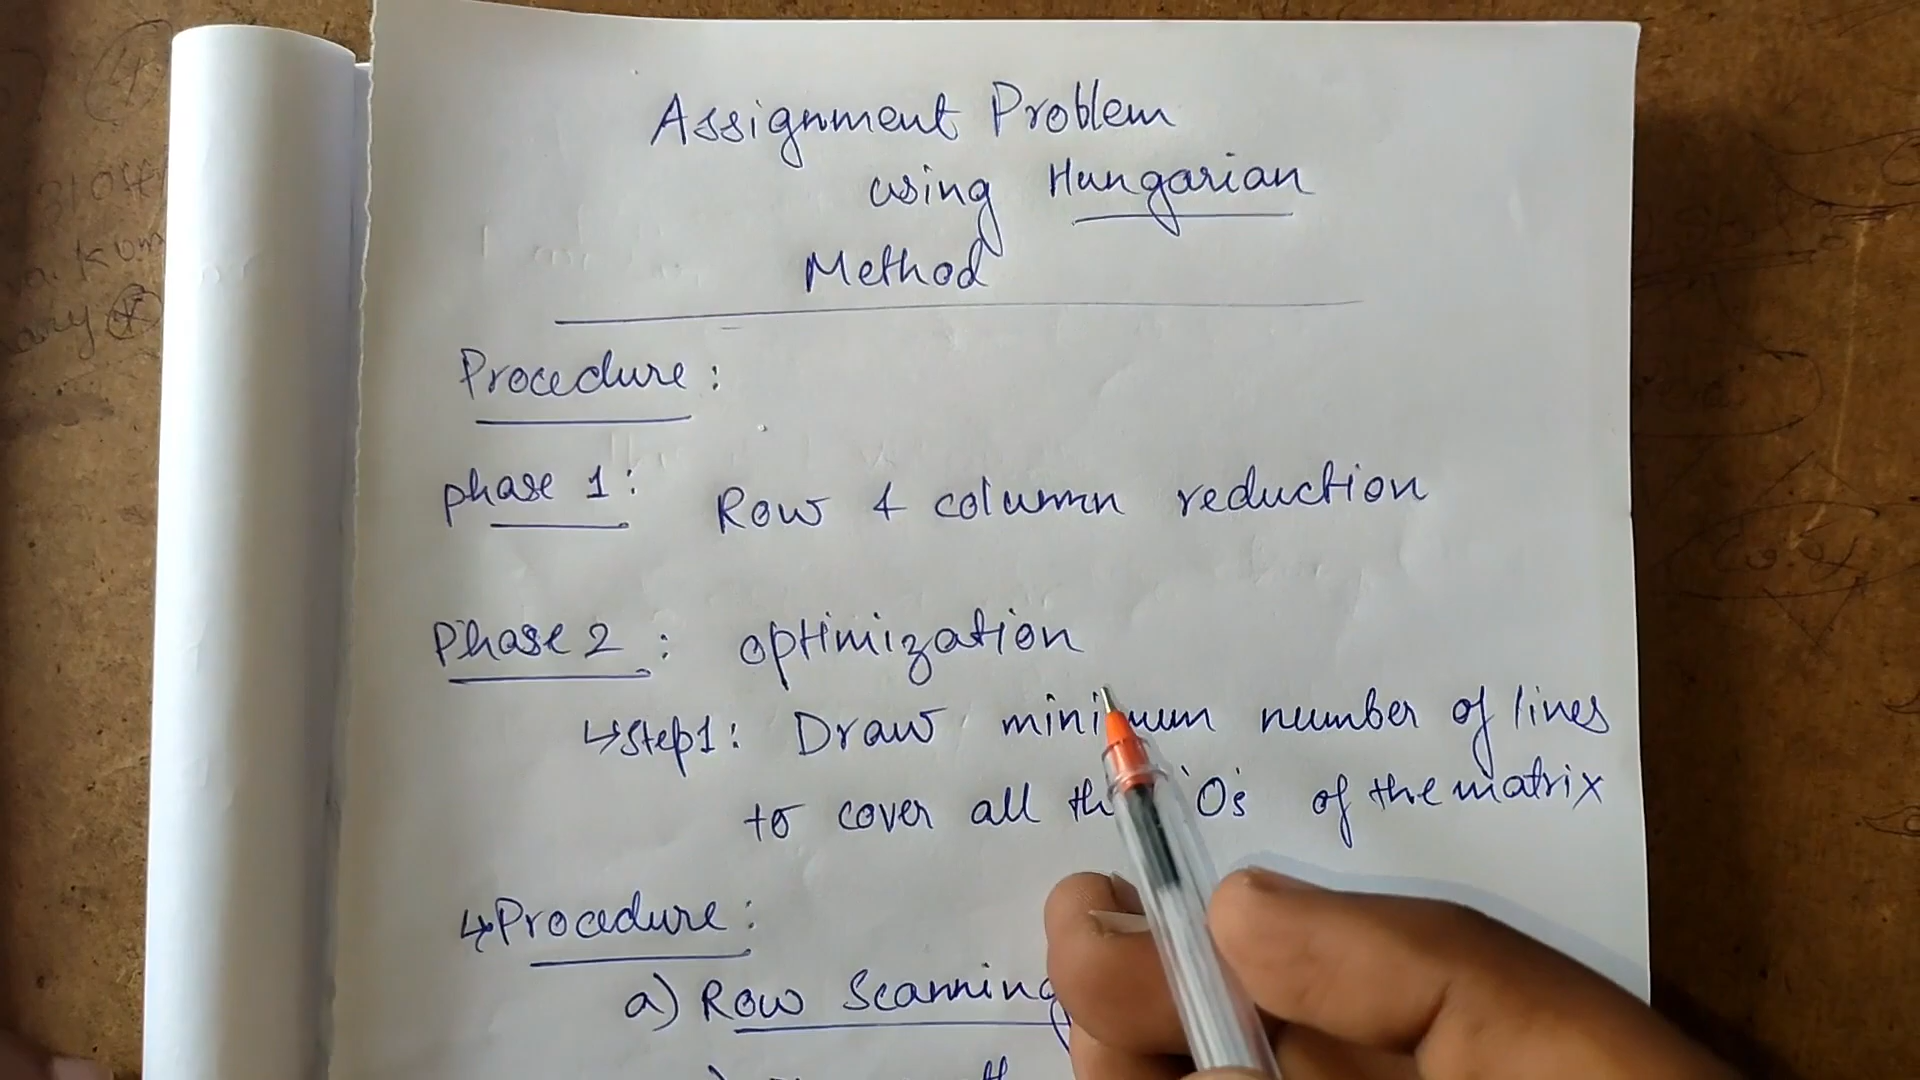 Assignment Problem
using Hungarian
Method
Procedure :
phase 1 : Row & column reduction
Phase 2 : optimization
↳ step1 : Draw minimum number of lines
to cover all the '0s of the matrix
↳ Procedure :
a) Row Scanning